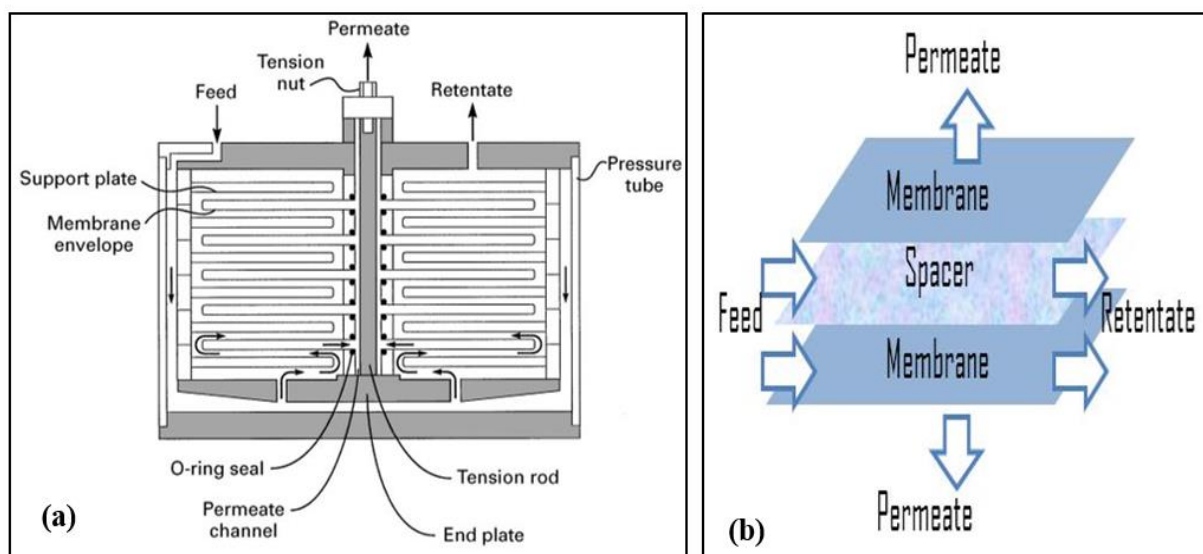 Permeate
Tension
nut
Feed
Retentate
Support plate
Membrane
envelope
Pressure
tube
O-ring seal
Permeate
channel
End plate
Tension rod
(a)
Permeate
Membrane
Spacer
Feed
Retentate
Membrane
Permeate
(b)